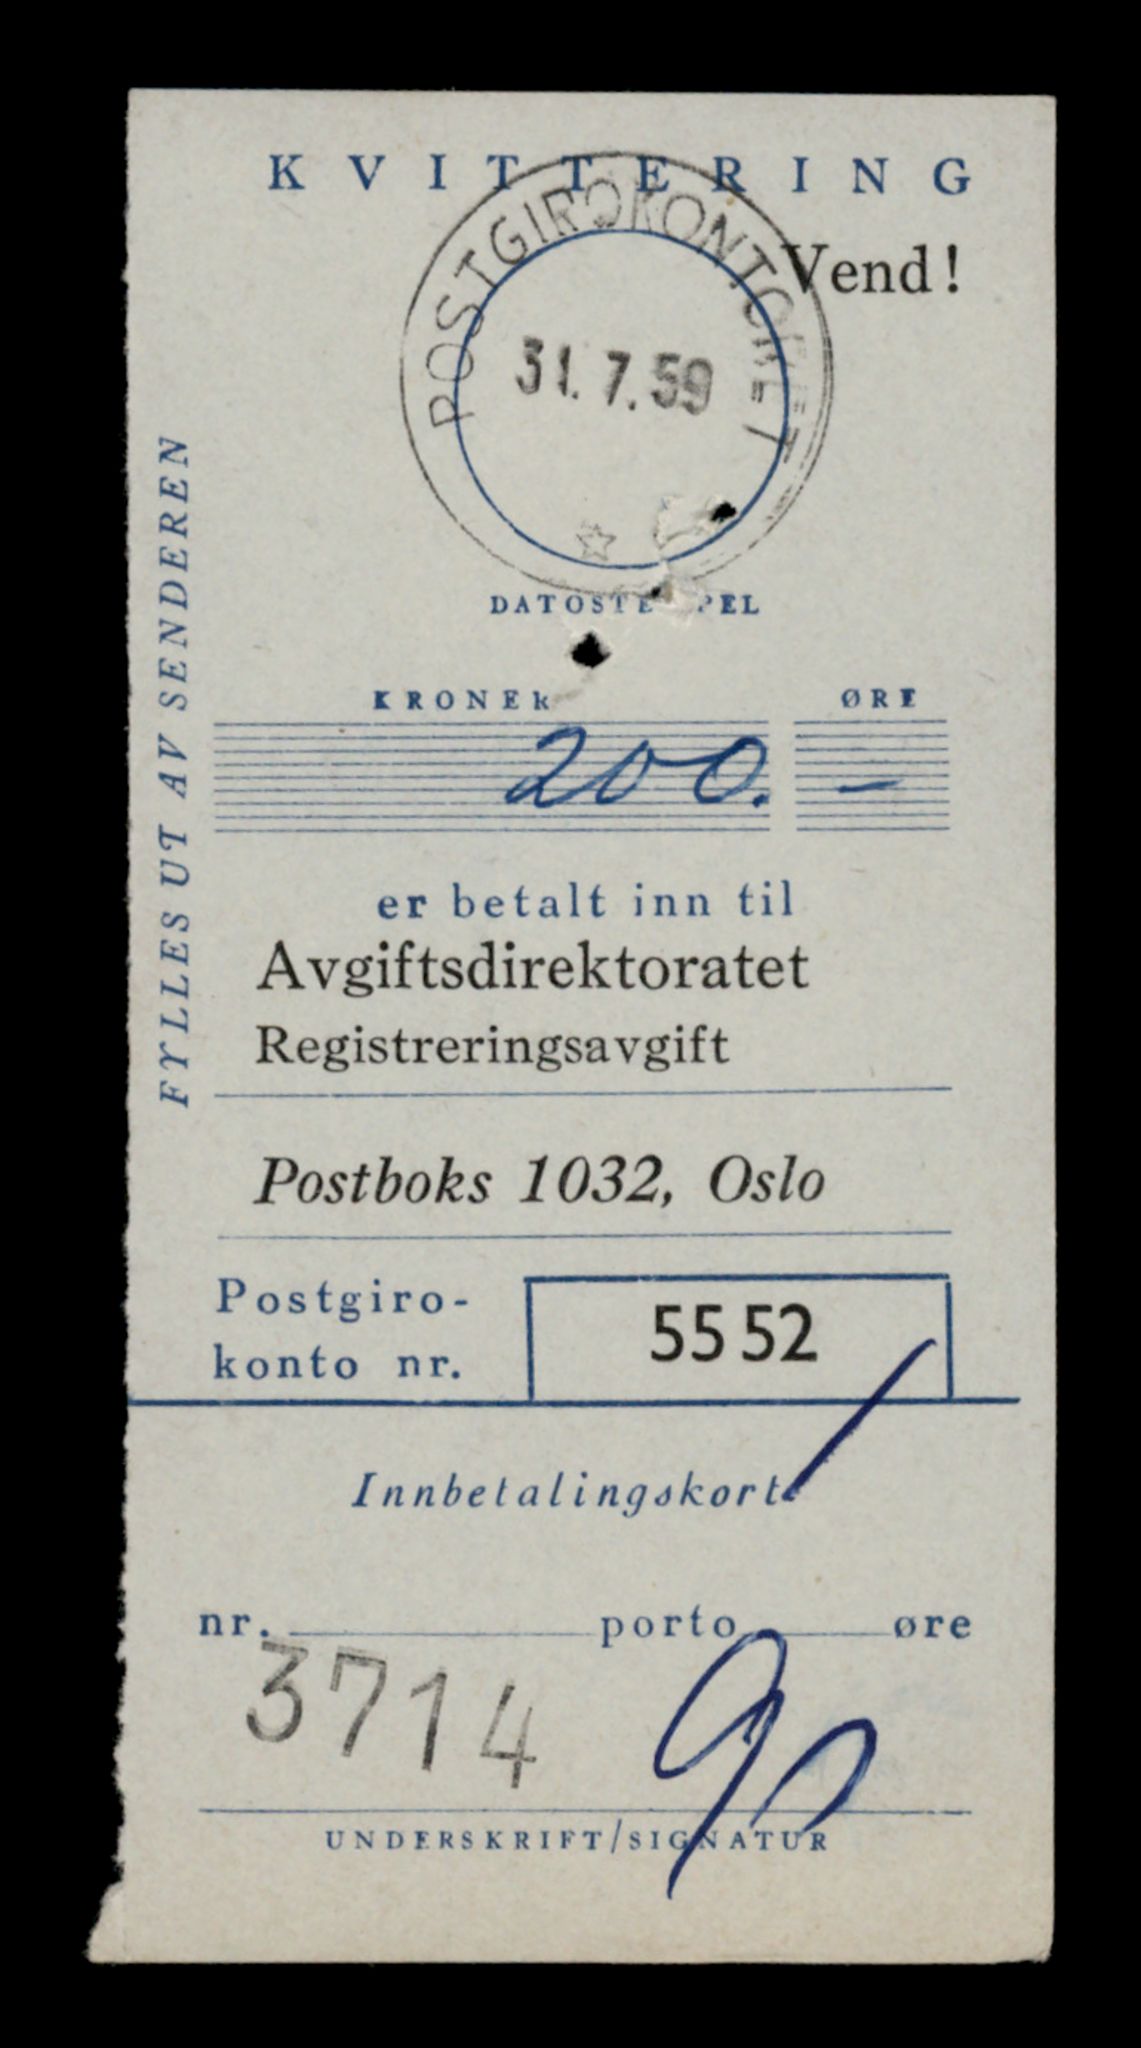 KVITTERING
Vend!
POSTGIROKONTORET
31.7.59
DATOSTEMPEL
FYLLES UT AV SENDEREN
KRONER ØRE
200. –
er betalt inn til
Avgiftsdirektoratet
Registreringsavgift
Postboks 1032, Oslo
Postgiro-
konto nr.
5552
Innbetalingskort
nr. porto øre
3714
UNDERSKRIFT/SIGNATUR